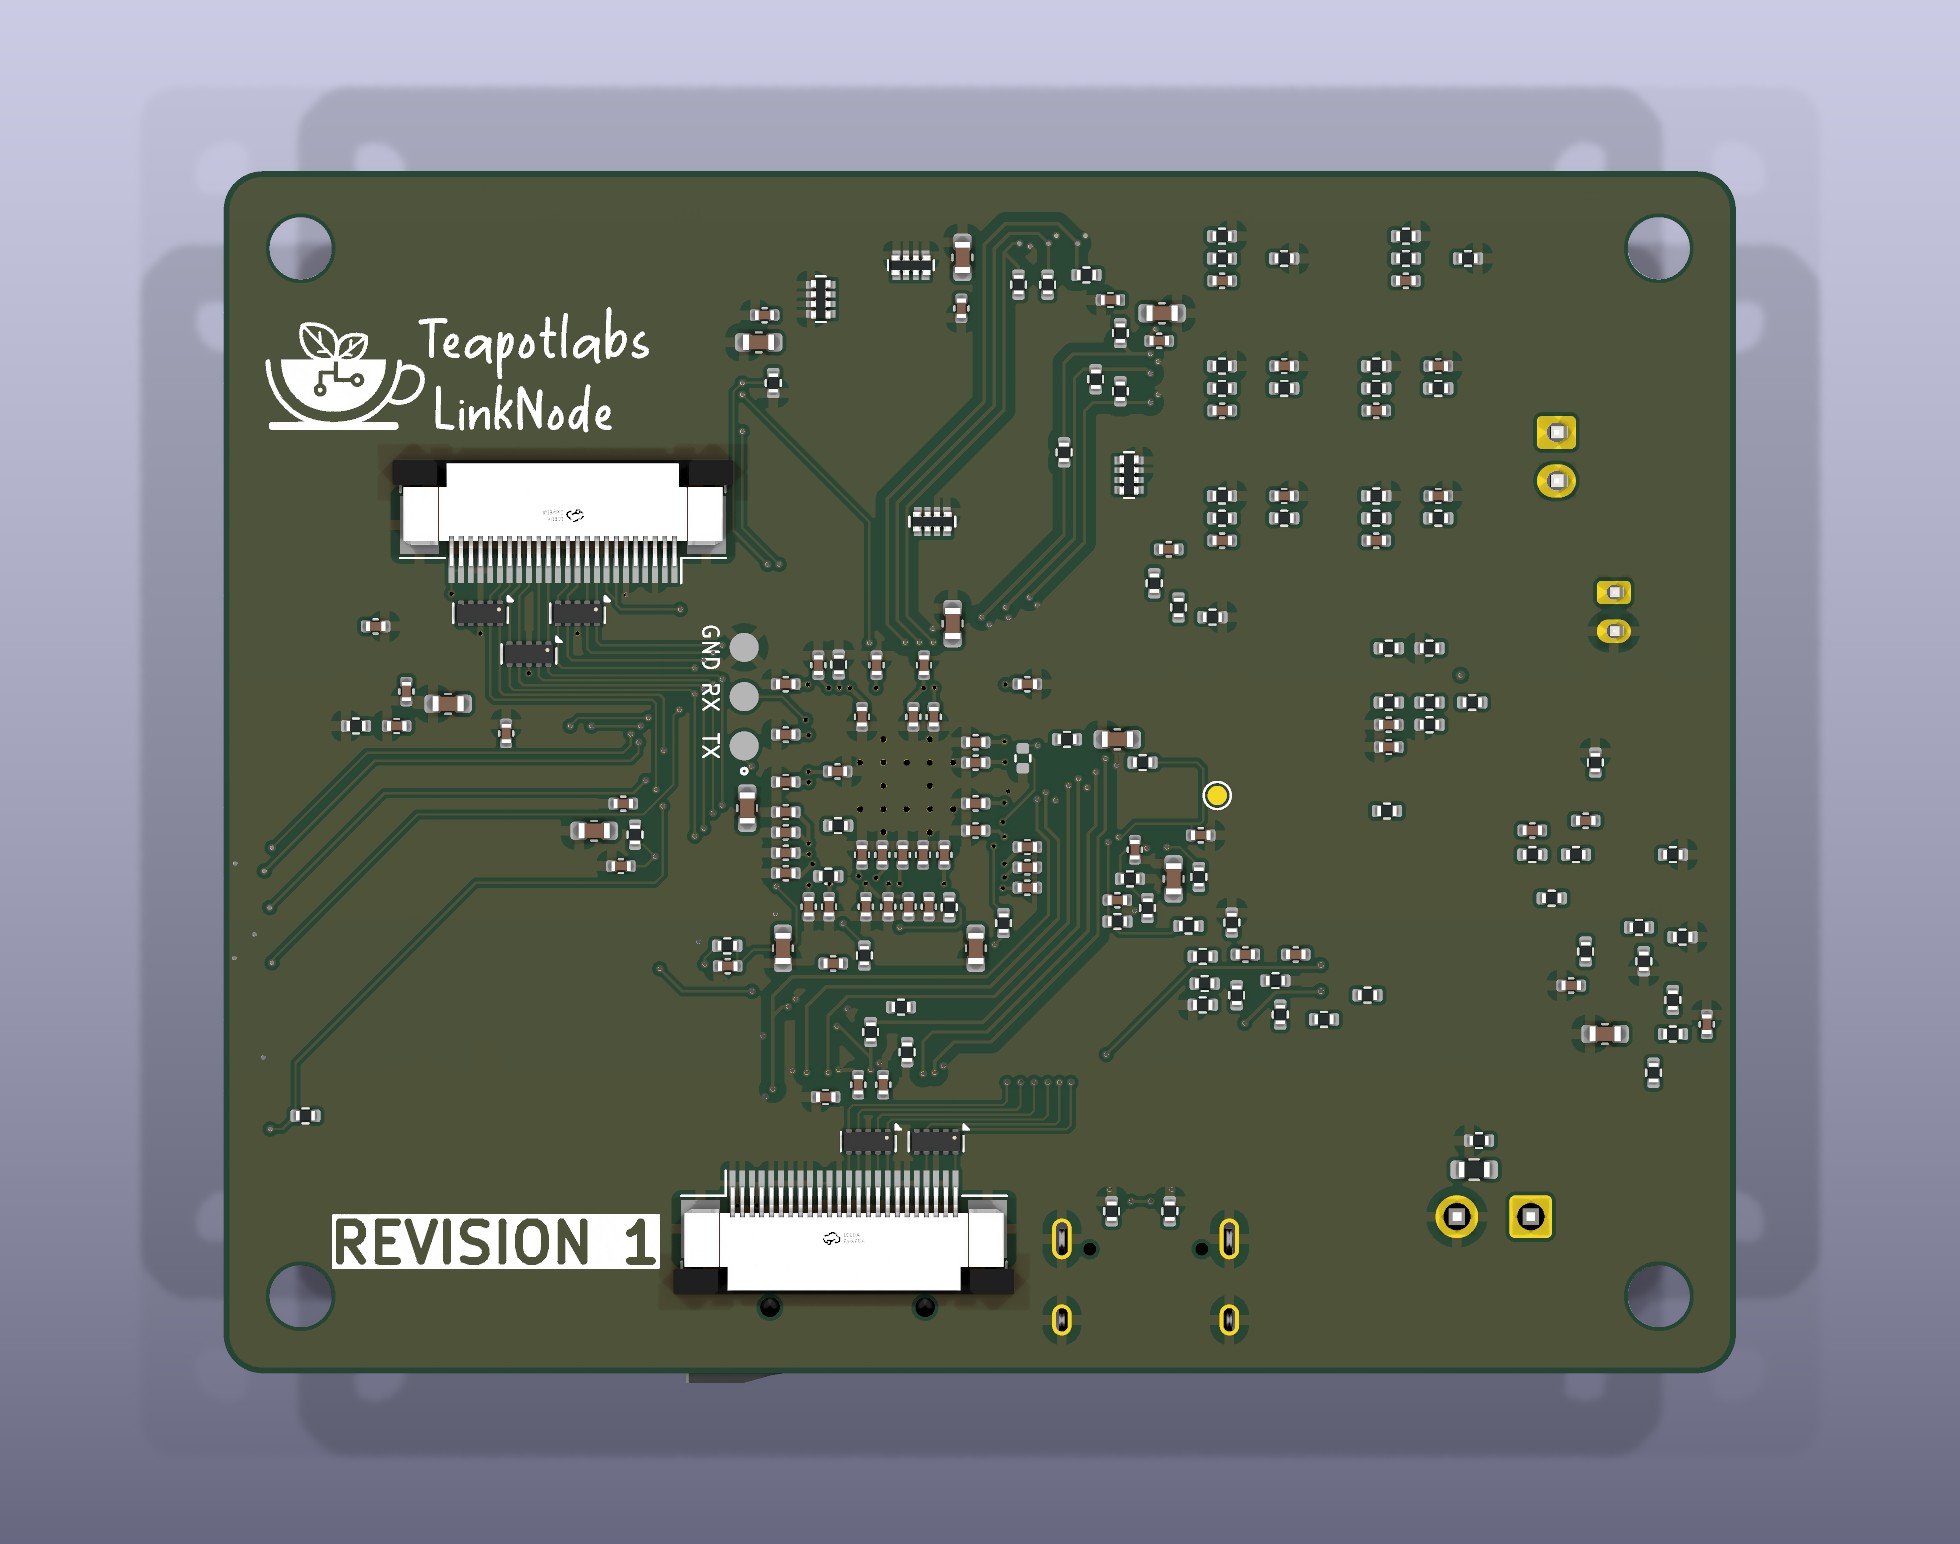 Teapotlabs
LinkNode
GND
RX
TX
REVISION 1